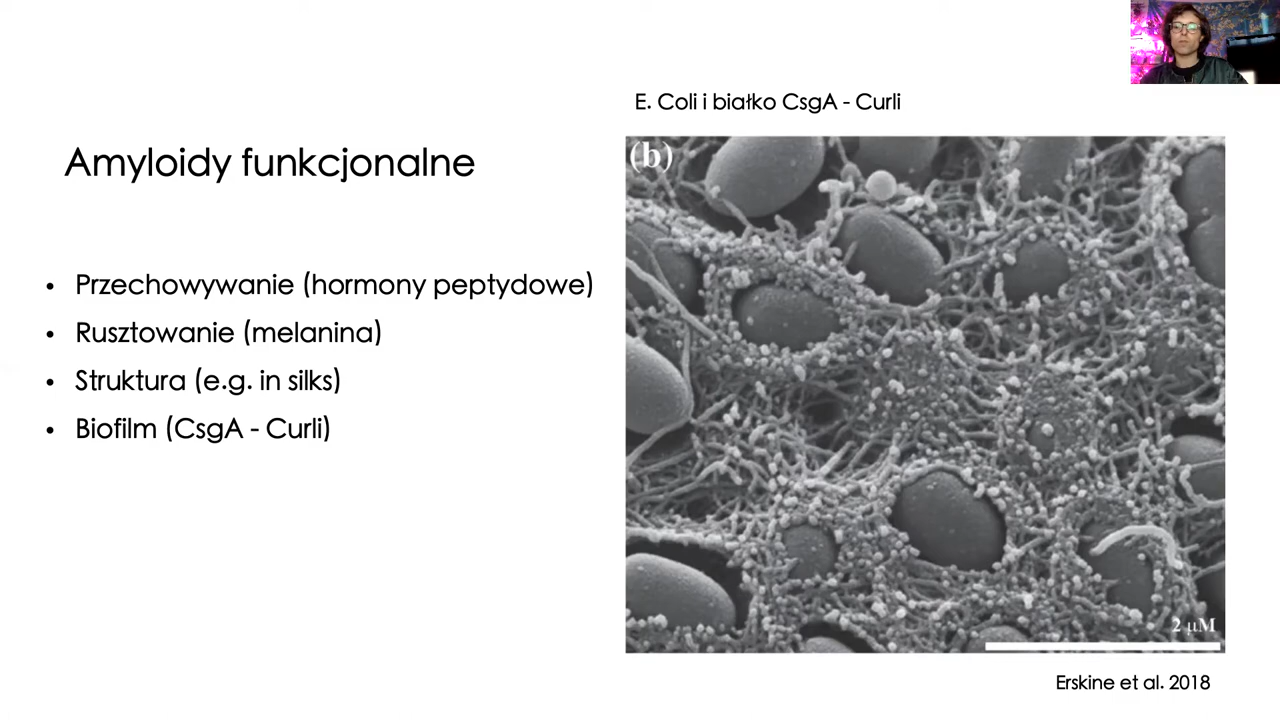 E. Coli i białko CsgA - Curli
Amyloidy funkcjonalne
• Przechowywanie (hormony peptydowe)
• Rusztowanie (melanina)
• Struktura (e.g. in silks)
• Biofilm (CsgA - Curli)
(b)
2 µM
Erskine et al. 2018